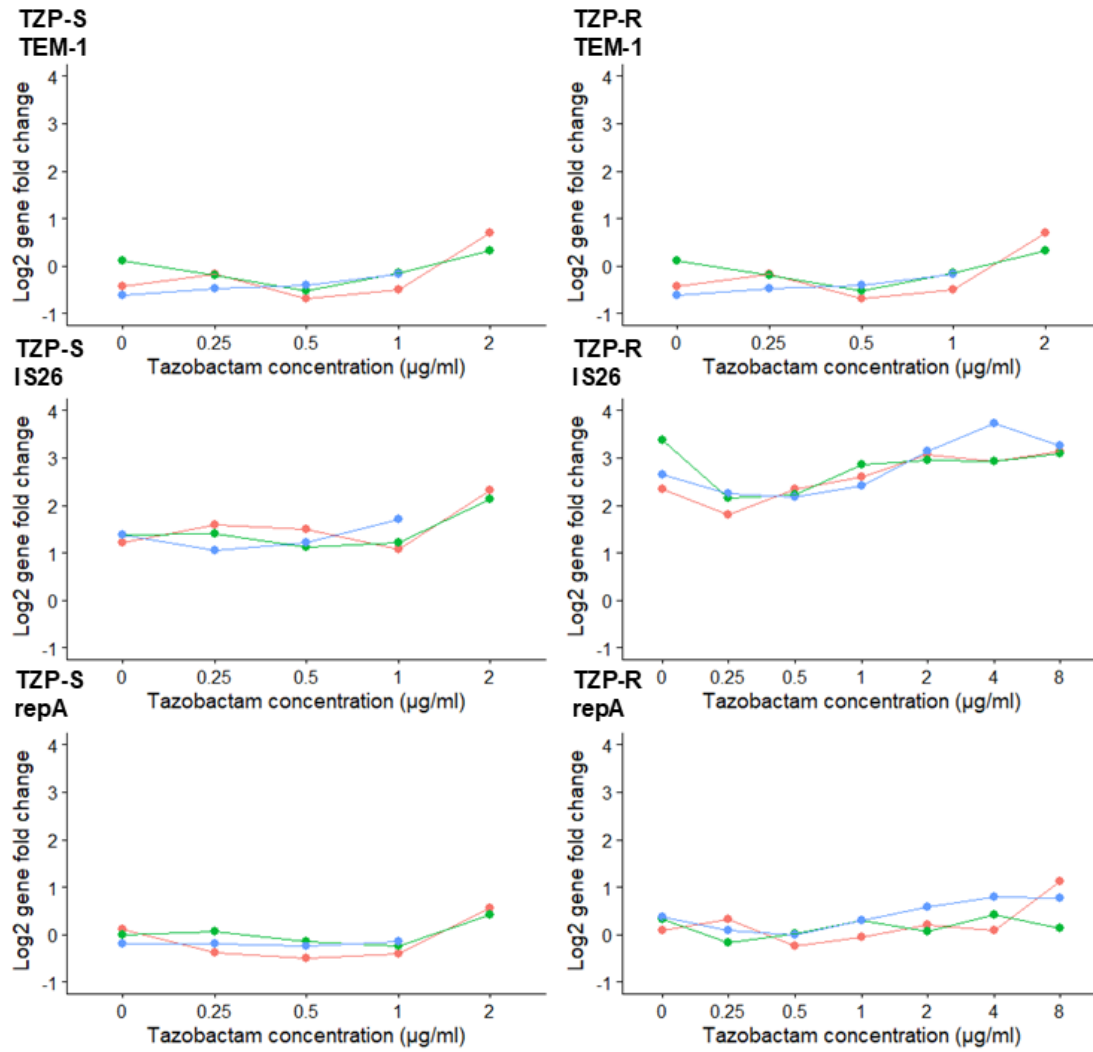 TZP-S
TEM-1
Log2 gene fold change
4
3
2
1
0
-1
0 0.25 0.5 1 2
Tazobactam concentration (µg/ml)
TZP-R
TEM-1
Log2 gene fold change
4
3
2
1
0
-1
0 0.25 0.5 1 2
Tazobactam concentration (µg/ml)
TZP-S
IS26
Log2 gene fold change
4
3
2
1
0
-1
0 0.25 0.5 1 2
Tazobactam concentration (µg/ml)
TZP-R
IS26
Log2 gene fold change
4
3
2
1
0
-1
0 0.25 0.5 1 2 4 8
Tazobactam concentration (µg/ml)
TZP-S
repA
Log2 gene fold change
4
3
2
1
0
-1
0 0.25 0.5 1 2
Tazobactam concentration (µg/ml)
TZP-R
repA
Log2 gene fold change
4
3
2
1
0
-1
0 0.25 0.5 1 2 4 8
Tazobactam concentration (µg/ml)